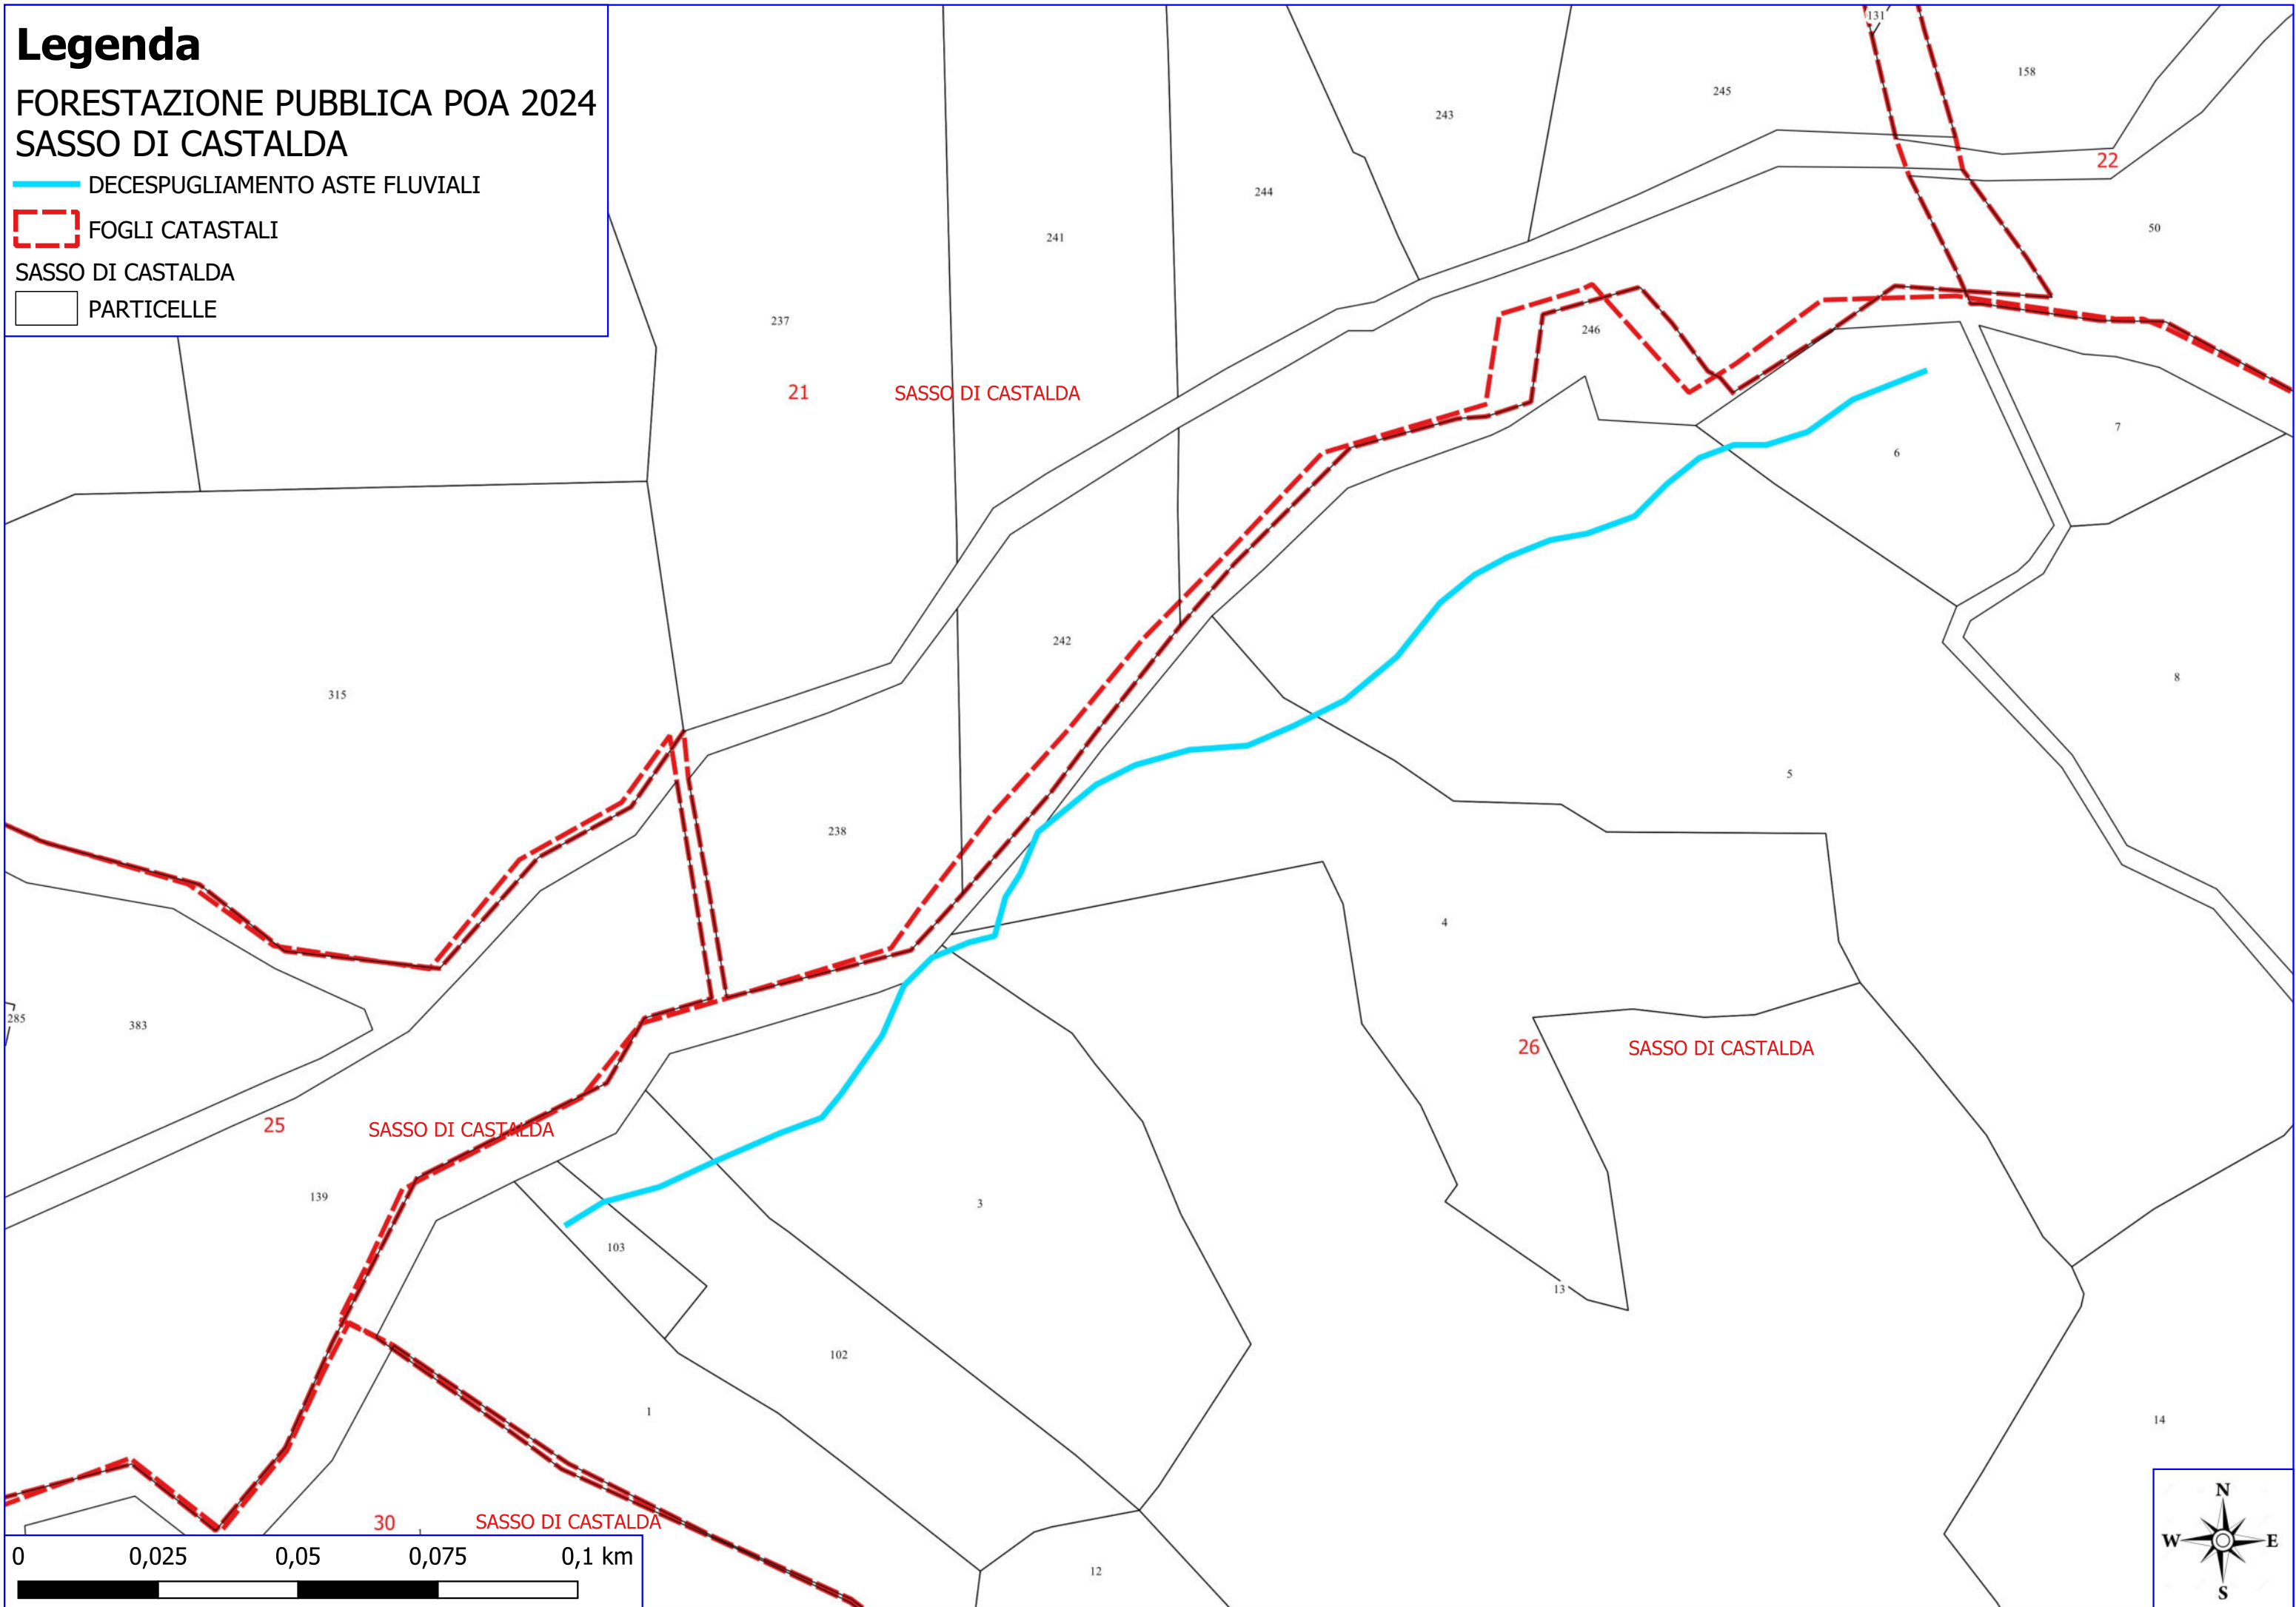 Legenda
FORESTAZIONE PUBBLICA POA 2024
SASSO DI CASTALDA
DECESPUGLIAMENTO ASTE FLUVIALI
FOGLI CATASTALI
SASSO DI CASTALDA
PARTICELLE
131
158
245
243
22
244
50
241
237
246
21 SASSO DI CASTALDA
7
6
242
8
315
5
238
4
285
383
26 SASSO DI CASTALDA
25 SASSO DI CASTALDA
139
3
103
13
102
1
14
30 SASSO DI CASTALDA
12
0 0,025 0,05 0,075 0,1 km
N
W E
S